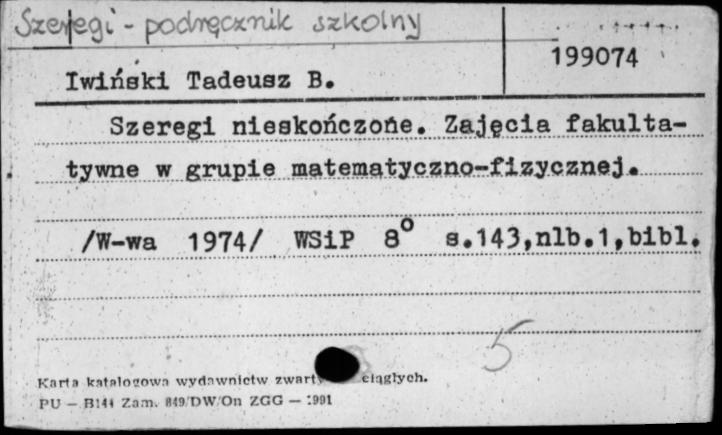 Szeregi - podręcznik szkolny
199074
Iwiński Tadeusz B.
Szeregi nieskończone. Zajęcia fakulta-
tywne w grupie matematyczno-fizycznej.
/W-wa 1974/ WSiP 8° s.143,nlb.1,bibl.
5
Karta katalogowa wydawnictw ciągłych.
PU — B144 Zam. 849/DW/On ZGG — 1991